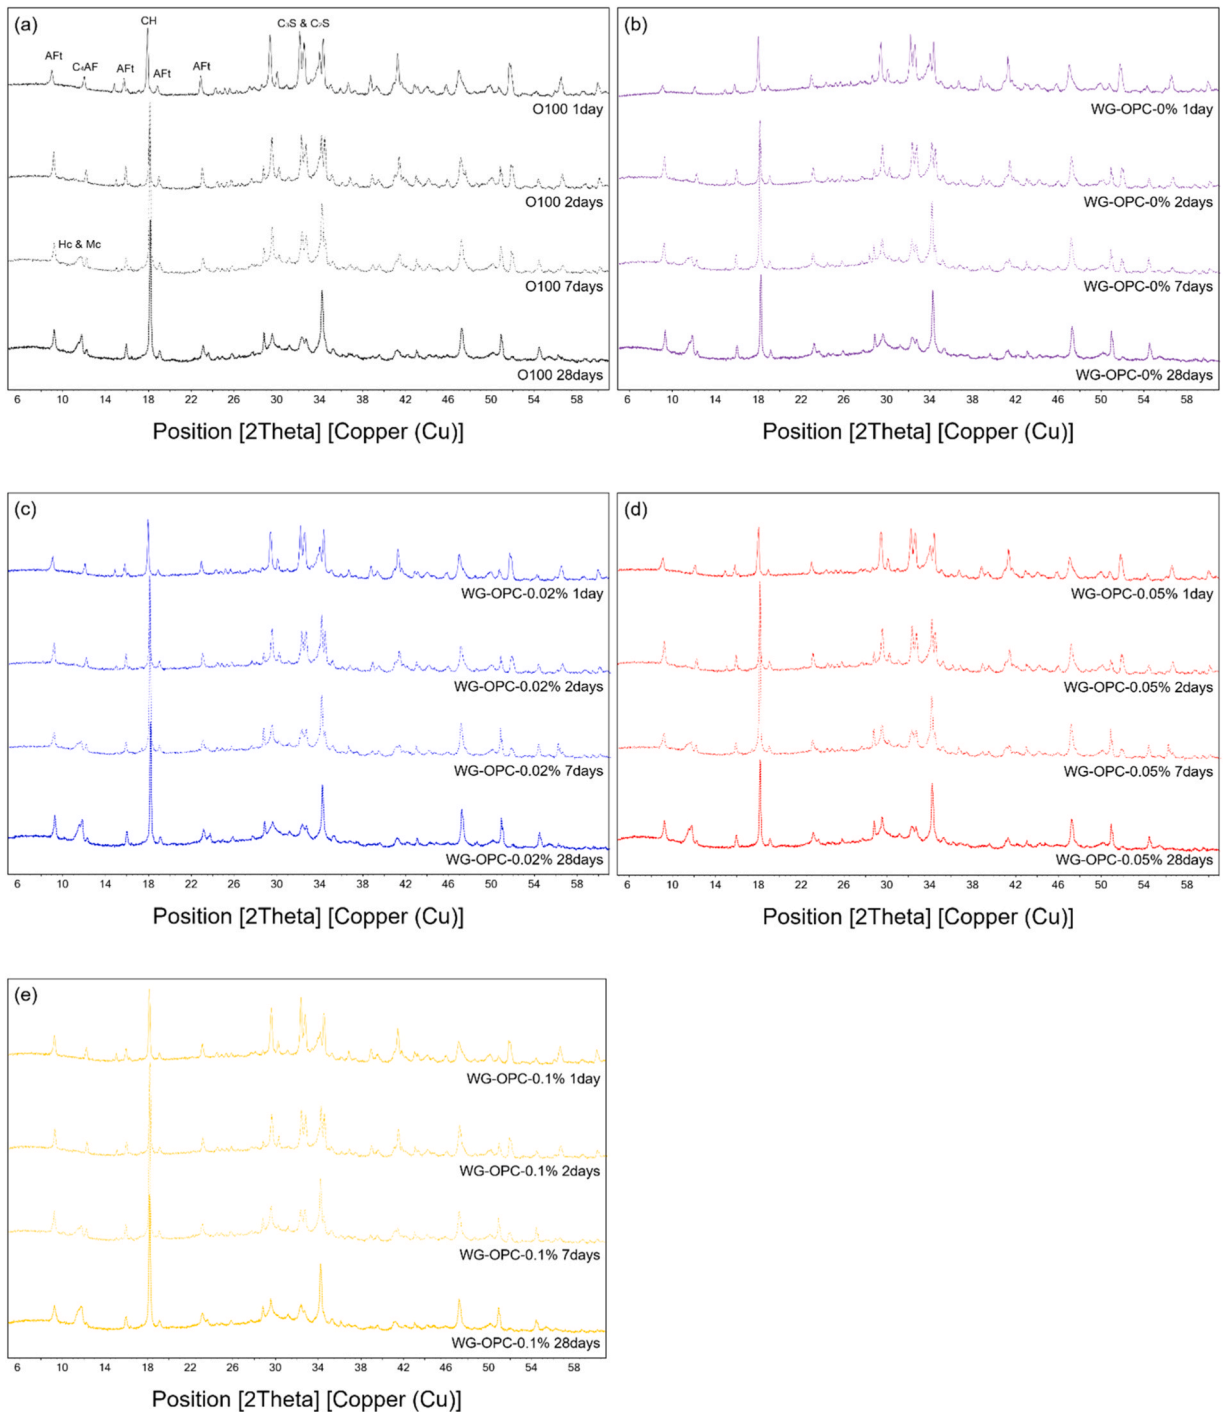 (a)
CH
C₃S & C₂S
AFt
C₄AF
AFt
AFt
AFt
O100 1day
O100 2days
Hc & Mc
O100 7days
O100 28days
6 10 14 18 22 26 30 34 38 42 46 50 54 58
Position [2Theta] [Copper (Cu)]
(b)
WG-OPC-0% 1day
WG-OPC-0% 2days
WG-OPC-0% 7days
WG-OPC-0% 28days
6 10 14 18 22 26 30 34 38 42 46 50 54 58
Position [2Theta] [Copper (Cu)]
(c)
WG-OPC-0.02% 1day
WG-OPC-0.02% 2days
WG-OPC-0.02% 7days
WG-OPC-0.02% 28days
6 10 14 18 22 26 30 34 38 42 46 50 54 58
Position [2Theta] [Copper (Cu)]
(d)
WG-OPC-0.05% 1day
WG-OPC-0.05% 2days
WG-OPC-0.05% 7days
WG-OPC-0.05% 28days
6 10 14 18 22 26 30 34 38 42 46 50 54 58
Position [2Theta] [Copper (Cu)]
(e)
WG-OPC-0.1% 1day
WG-OPC-0.1% 2days
WG-OPC-0.1% 7days
WG-OPC-0.1% 28days
6 10 14 18 22 26 30 34 38 42 46 50 54 58
Position [2Theta] [Copper (Cu)]